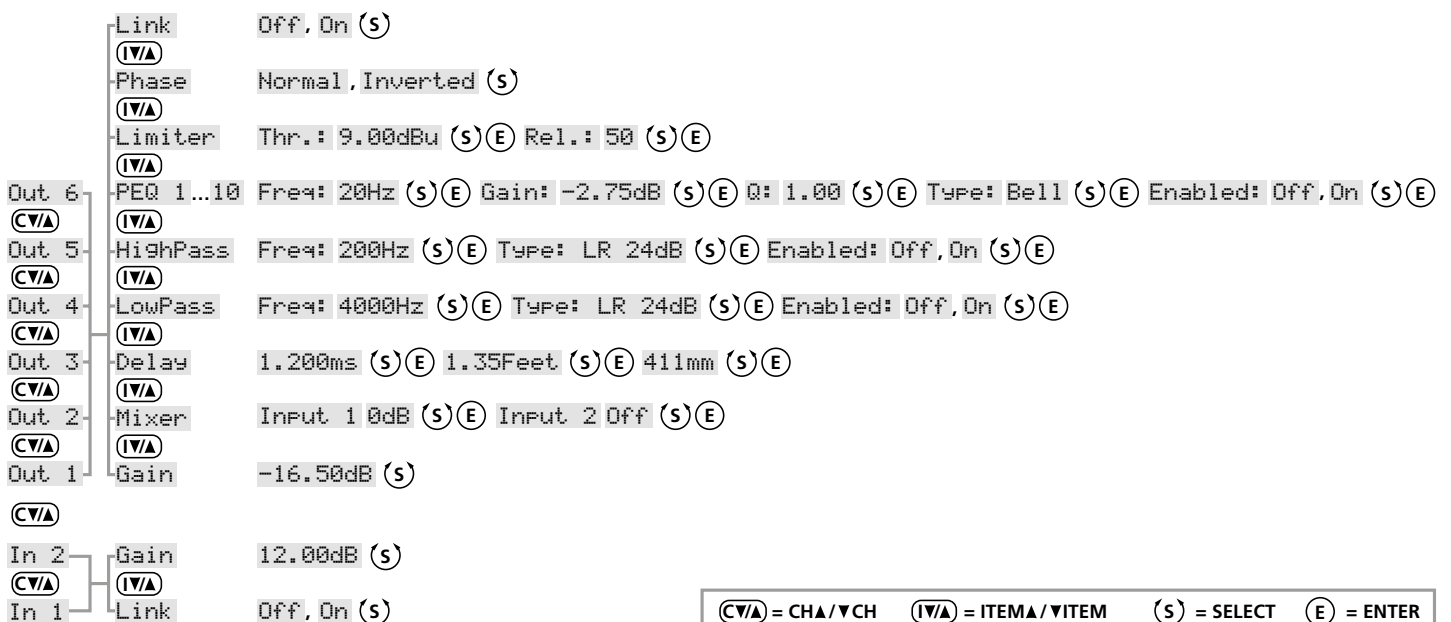 Link Off, On (S)
(I▼/▲)
Phase Normal, Inverted (S)
(I▼/▲)
Limiter Thr.: 9.00dBu (S) (E) Rel.: 50 (S) (E)
(I▼/▲)
Out 6 PEQ 1...10 Freq: 20Hz (S) (E) Gain: -2.75dB (S) (E) Q: 1.00 (S) (E) Type: Bell (S) (E) Enabled: Off, On (S) (E)
(C▼/▲) (I▼/▲)
Out 5 HighPass Freq: 200Hz (S) (E) Type: LR 24dB (S) (E) Enabled: Off, On (S) (E)
(C▼/▲) (I▼/▲)
Out 4 LowPass Freq: 4000Hz (S) (E) Type: LR 24dB (S) (E) Enabled: Off, On (S) (E)
(C▼/▲) (I▼/▲)
Out 3 Delay 1.200ms (S) (E) 1.35Feet (S) (E) 411mm (S) (E)
(C▼/▲) (I▼/▲)
Out 2 Mixer Input 1 0dB (S) (E) Input 2 Off (S) (E)
(C▼/▲) (I▼/▲)
Out 1 Gain -16.50dB (S)
(C▼/▲)
In 2 Gain 12.00dB (S)
(C▼/▲) (I▼/▲)
In 1 Link Off, On (S)
(C▼/▲) = CH▲/▼CH (I▼/▲) = ITEM▲/▼ITEM (S) = SELECT (E) = ENTER